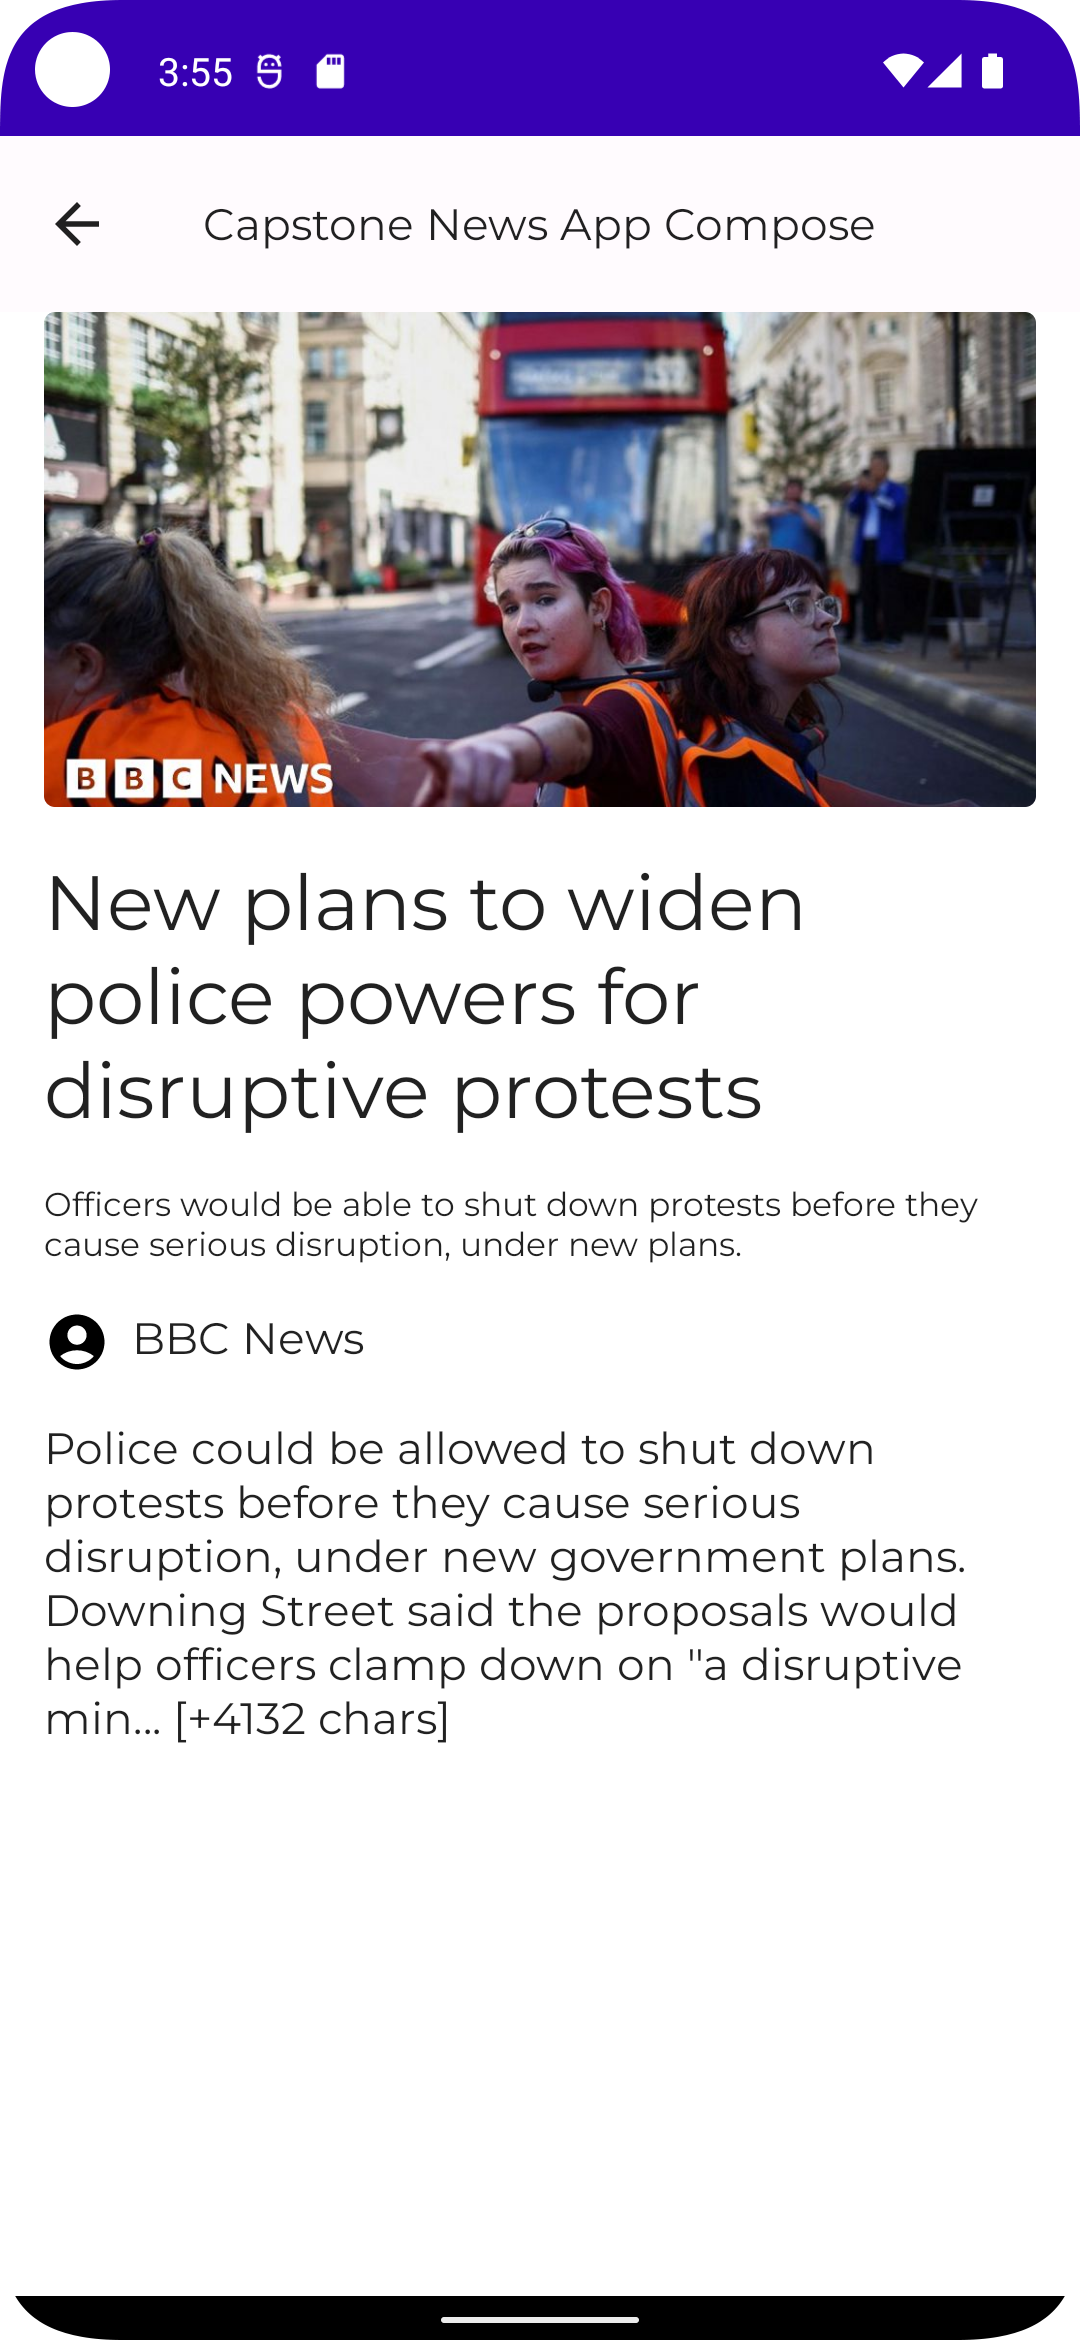 3:55
Capstone News App Compose
BBC NEWS
New plans to widen
police powers for
disruptive protests
Officers would be able to shut down protests before they
cause serious disruption, under new plans.
BBC News
Police could be allowed to shut down
protests before they cause serious
disruption, under new government plans.
Downing Street said the proposals would
help officers clamp down on "a disruptive
min... [+4132 chars]